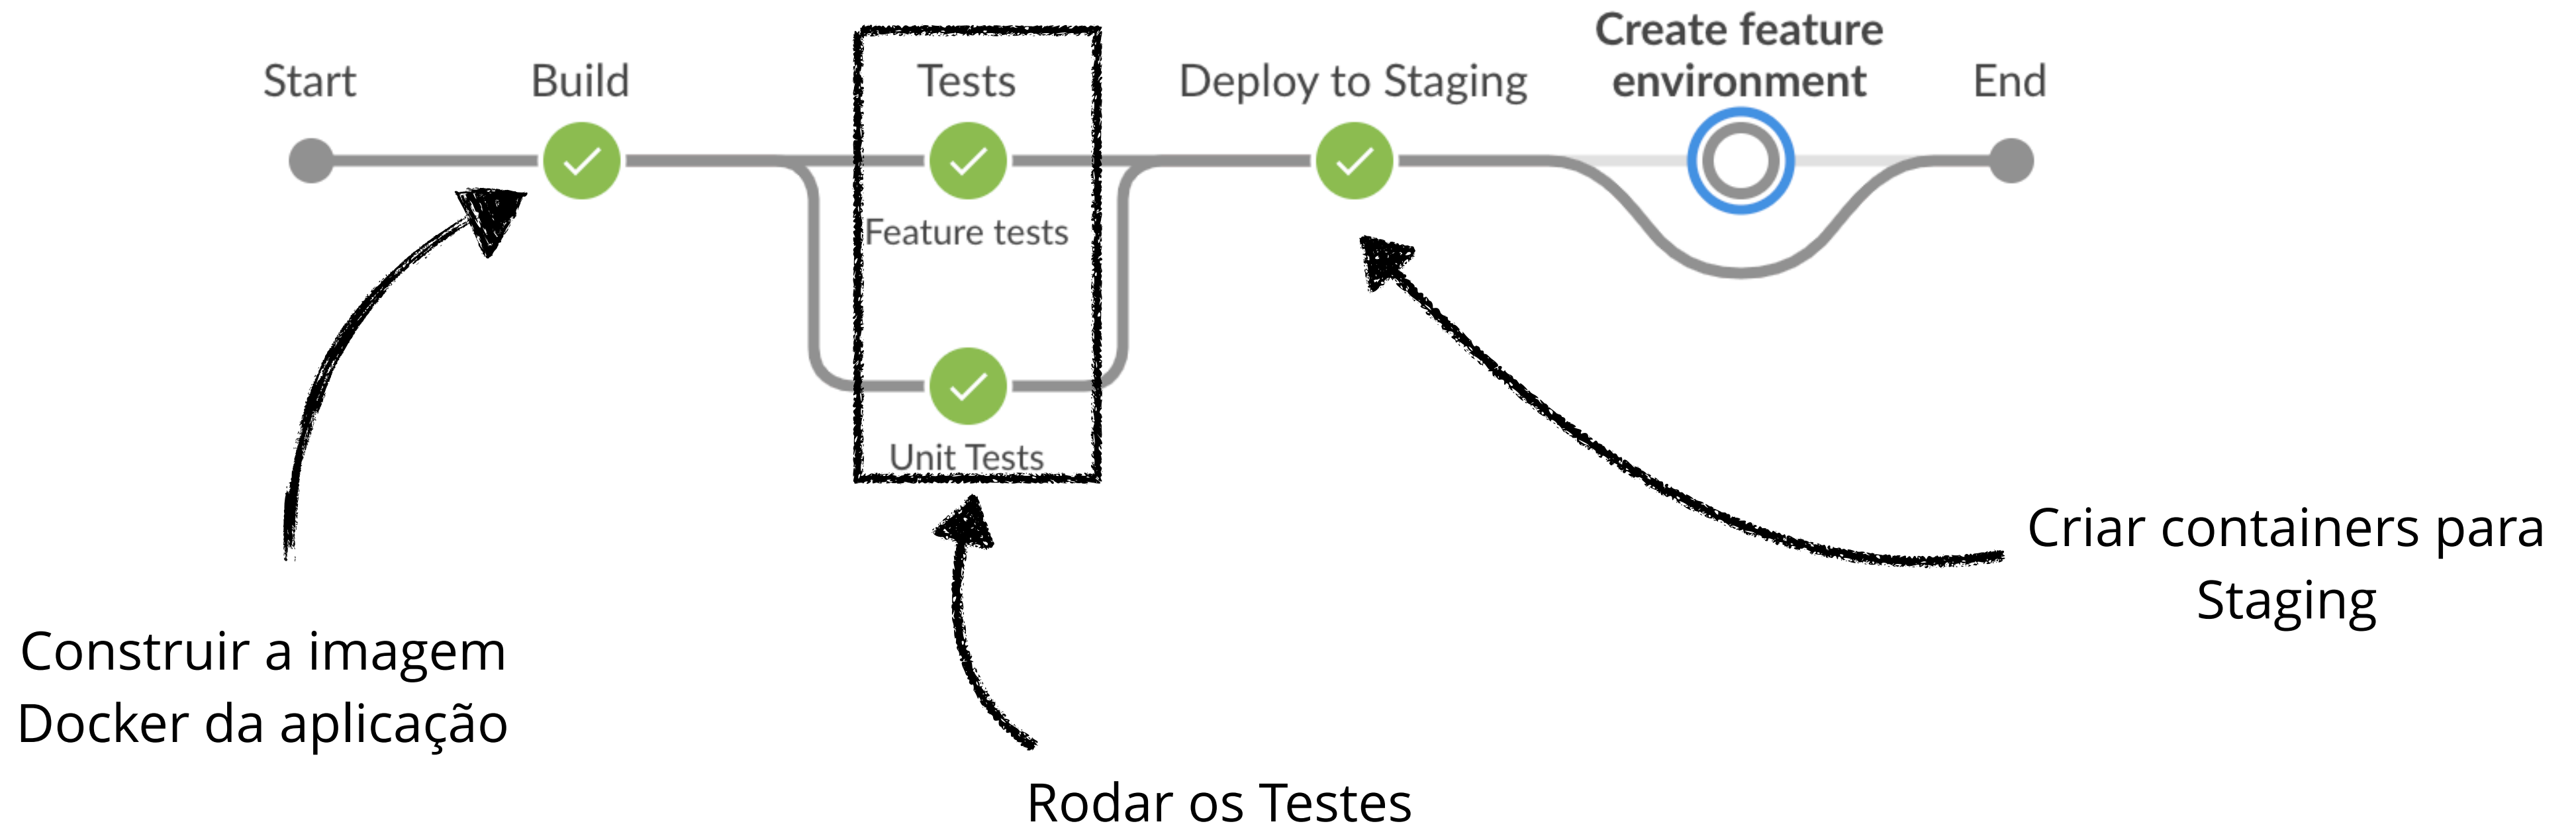 Start
Build
Tests
Deploy to Staging
Create feature
environment
End
Feature tests
Unit Tests
Construir a imagem
Docker da aplicação
Rodar os Testes
Criar containers para
Staging